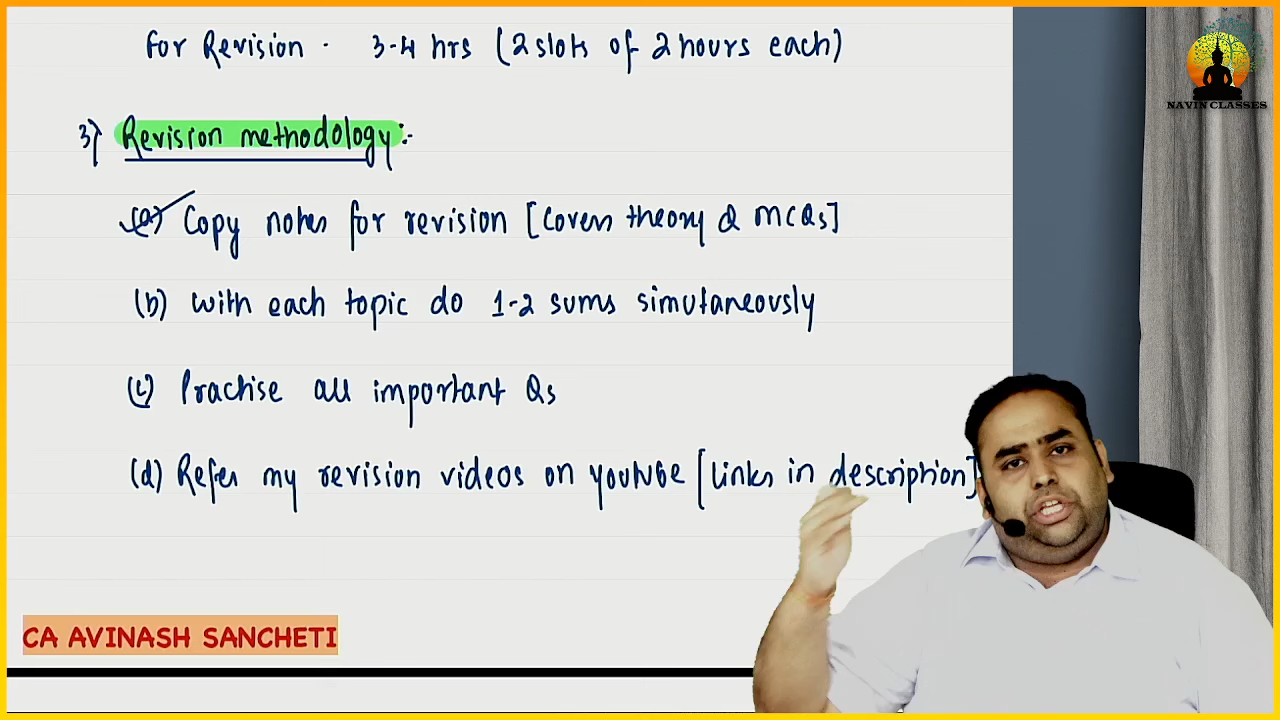 For Revision - 3-4 hrs (2 slots of 2 hours each)
NAVIN CLASSES
3) Revision methodology:-
(a) Copy notes for revision [Covers theory & MCQs]
(b) with each topic do 1-2 sums simutaneously
(c) Practise all important Qs
(d) Refer my revision videos on youtube [Links in description]
CA AVINASH SANCHETI